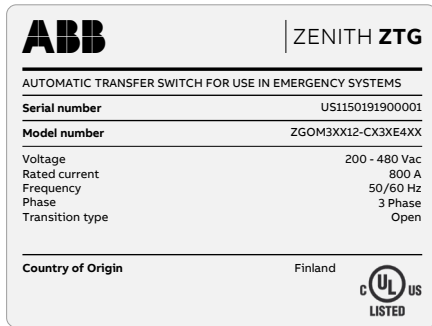 ABB
ZENITH ZTG
AUTOMATIC TRANSFER SWITCH FOR USE IN EMERGENCY SYSTEMS
Serial number US1150191900001
Model number ZGOM3XX12-CX3XE4XX
Voltage 200 - 480 Vac
Rated current 800 A
Frequency 50/60 Hz
Phase 3 Phase
Transition type Open
Country of Origin Finland
C UL US
LISTED